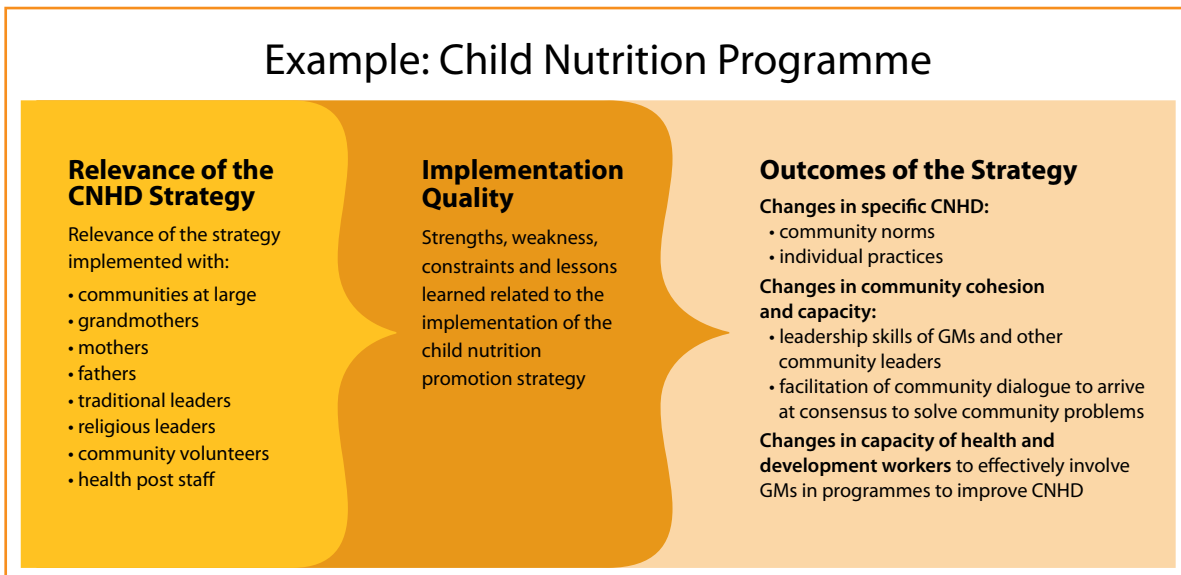 Example: Child Nutrition Programme
Relevance of the
CNHD Strategy
Relevance of the strategy
implemented with:
• communities at large
• grandmothers
• mothers
• fathers
• traditional leaders
• religious leaders
• community volunteers
• health post staff
Implementation
Quality
Strengths, weakness,
constraints and lessons
learned related to the
implementation of the
child nutrition
promotion strategy
Outcomes of the Strategy
Changes in specific CNHD:
• community norms
• individual practices
Changes in community cohesion
and capacity:
• leadership skills of GMs and other
community leaders
• facilitation of community dialogue to arrive
at consensus to solve community problems
Changes in capacity of health and
development workers to effectively involve
GMs in programmes to improve CNHD